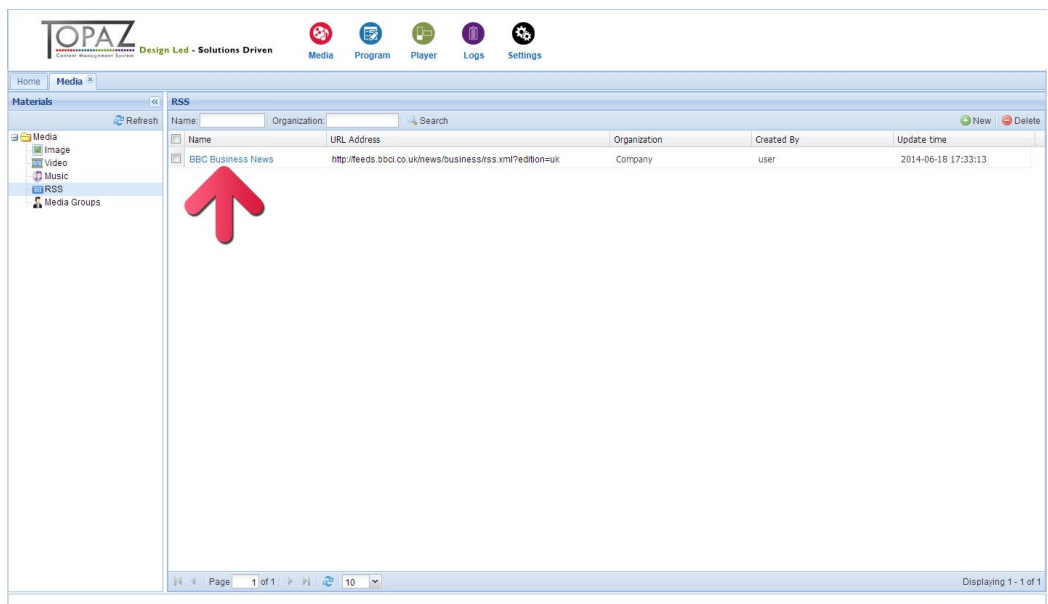 TOPAZ
Content Management System
Design Led - Solutions Driven
Media Program Player Logs Settings
Home Media
Materials
Refresh
Media
Image
Video
Music
RSS
Media Groups
RSS
Name: Organization: Search New Delete
Name URL Address Organization Created By Update time
BBC Business News http://feeds.bbci.co.uk/news/business/rss.xml?edition=uk Company user 2014-06-18 17:33:13
Page 1 of 1 10 Displaying 1 - 1 of 1